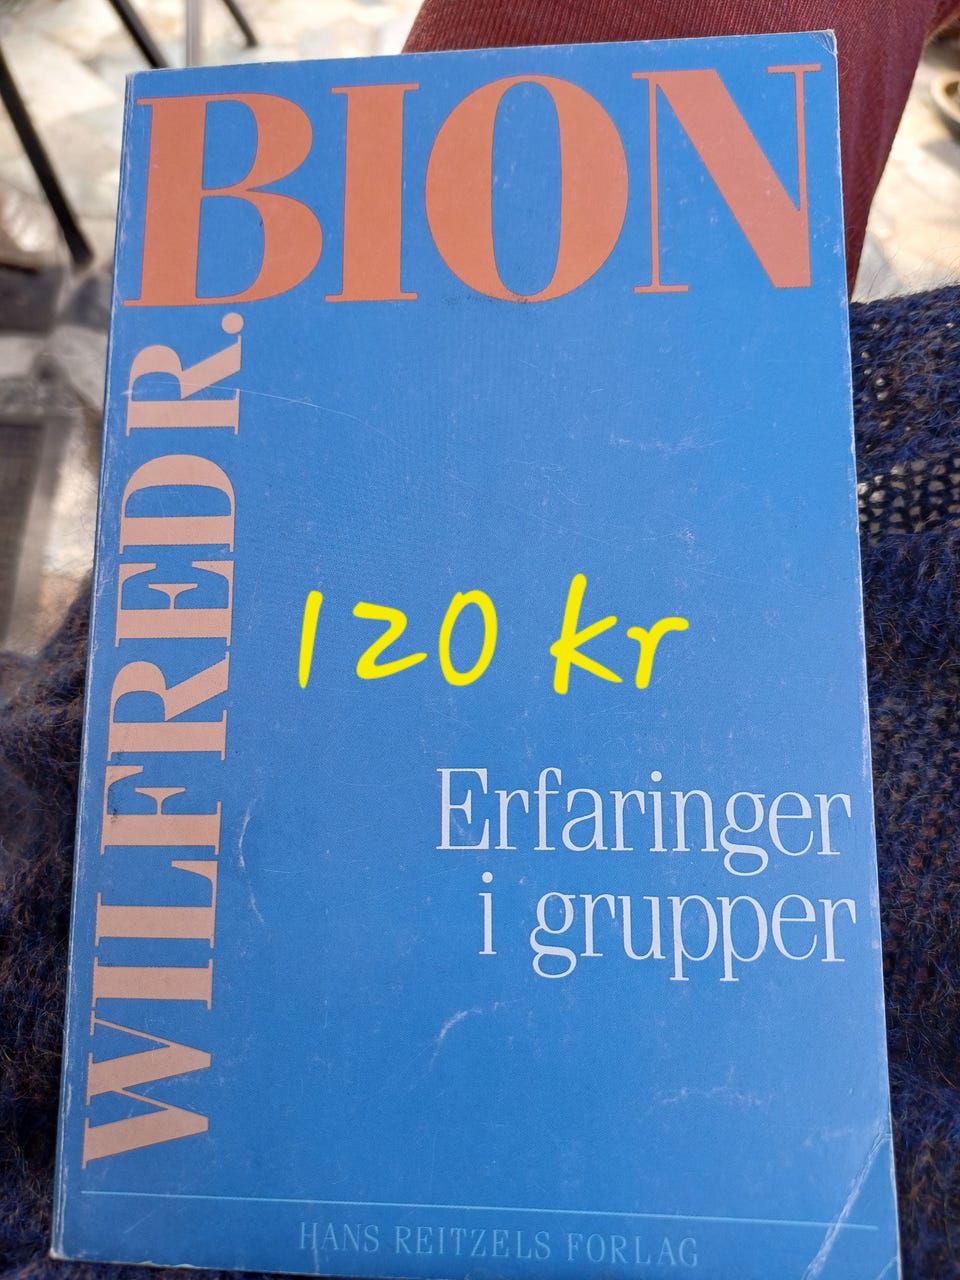 BION
WILFRED R.
120 kr
Erfaringer
i grupper
HANS REITZELS FORLAG